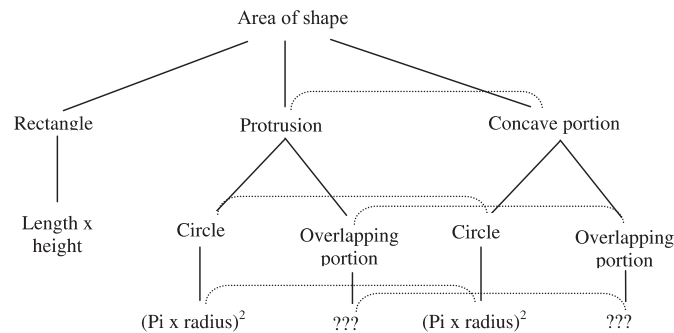 Area of shape
Rectangle
Protrusion
Concave portion
Length x
height
Circle
Overlapping
portion
Circle
Overlapping
portion
(Pi x radius)²
???
(Pi x radius)²
???